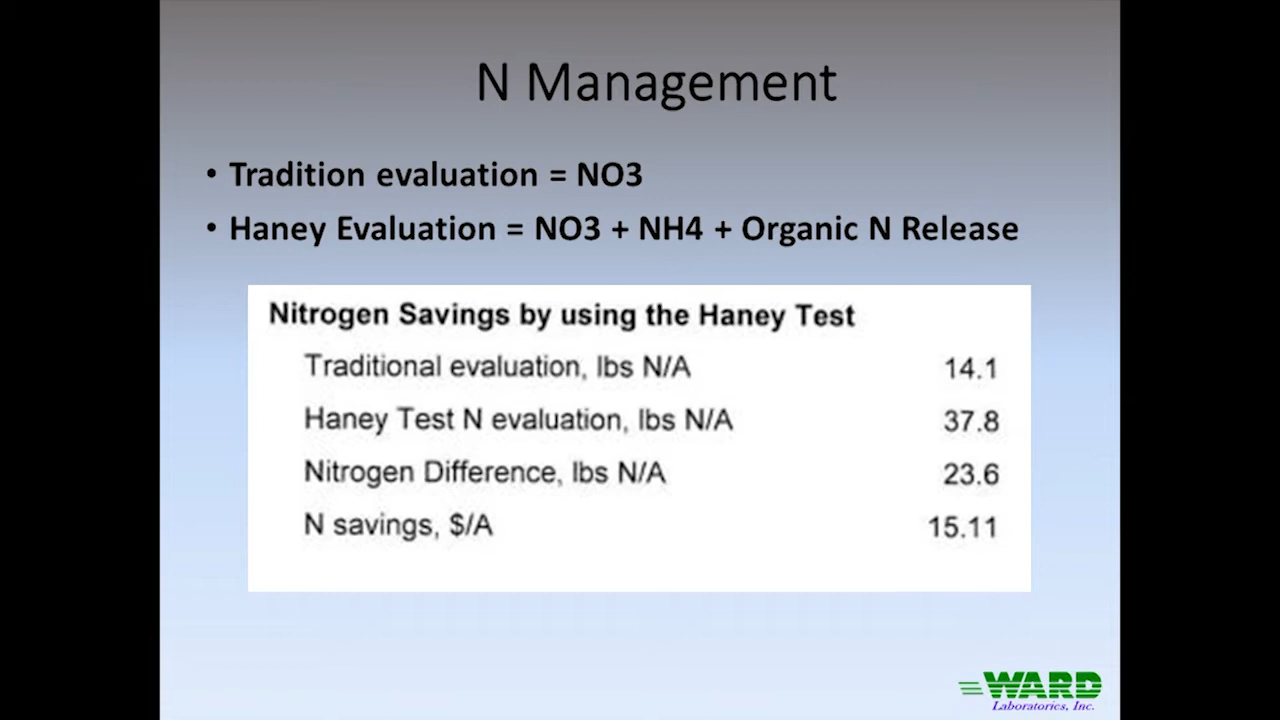 N Management
• Tradition evaluation = NO3
• Haney Evaluation = NO3 + NH4 + Organic N Release
Nitrogen Savings by using the Haney Test
Traditional evaluation, lbs N/A 14.1
Haney Test N evaluation, lbs N/A 37.8
Nitrogen Difference, lbs N/A 23.6
N savings, $/A 15.11
WARD
Laboratories, Inc.